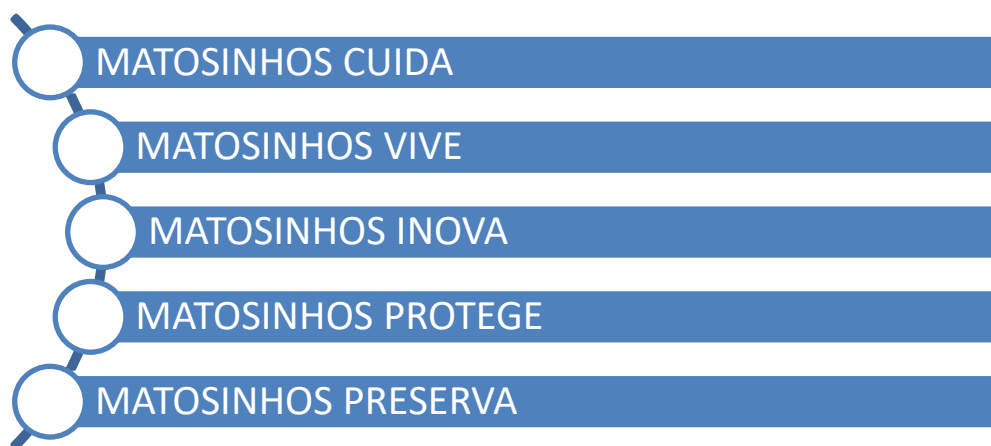 MATOSINHOS CUIDA
MATOSINHOS VIVE
MATOSINHOS INOVA
MATOSINHOS PROTEGE
MATOSINHOS PRESERVA